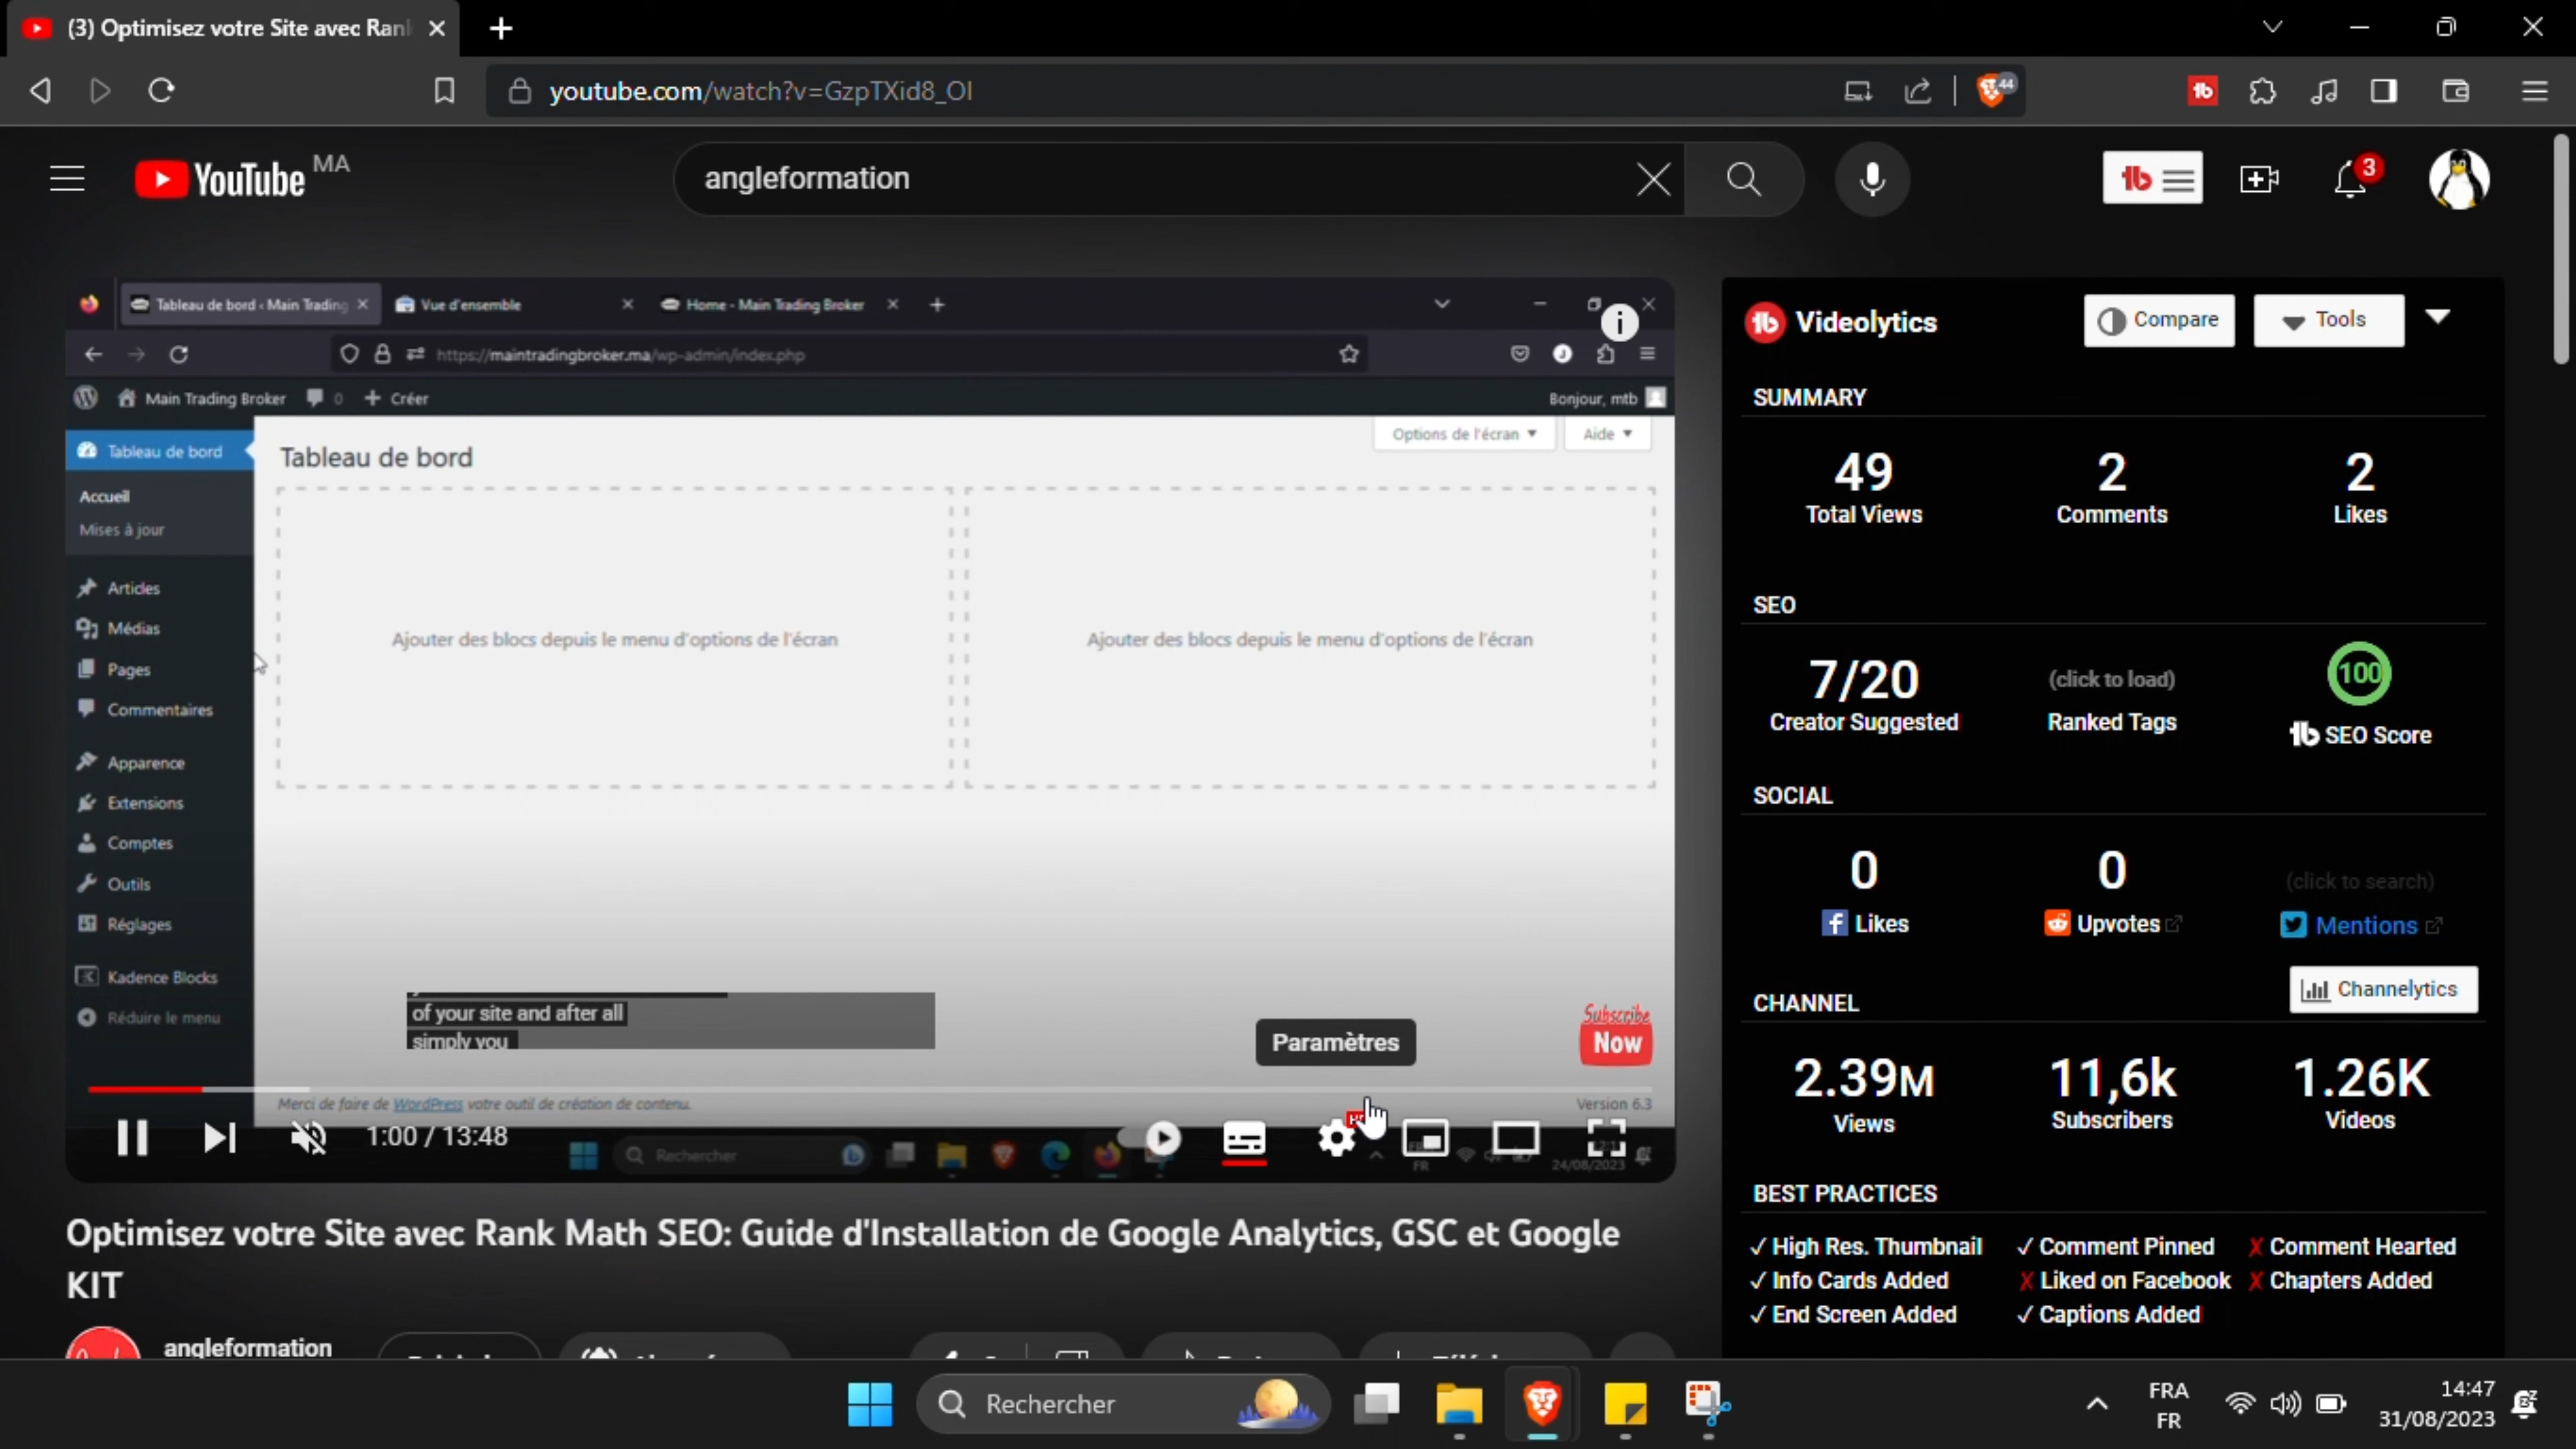 (3) Optimisez votre Site avec Ran
youtube.com/watch?v=GzpTXid8_OI
44
YouTube MA
angleformation
3
Tableau de bord ‹ Main Trading
Vue d'ensemble
Home - Main Trading Broker
https://maintradingbroker.ma/wp-admin/index.php
Main Trading Broker
0
Créer
Bonjour, mtb
Tableau de bord
Accueil
Mises à jour
Articles
Médias
Pages
Commentaires
Apparence
Extensions
Comptes
Outils
Réglages
Kadence Blocks
Réduire le menu
Tableau de bord
Options de l'écran
Aide
Ajouter des blocs depuis le menu d'options de l'écran
Ajouter des blocs depuis le menu d'options de l'écran
of your site and after all
simply you
Paramètres
Subscribe
Now
Merci de faire de WordPress votre outil de création de contenu.
Version 6.3
1:00 / 13:48
Rechercher
FR
24/08/2023
Optimisez votre Site avec Rank Math SEO: Guide d'Installation de Google Analytics, GSC et Google
KIT
angleformation
Videolytics
Compare
Tools
SUMMARY
49
Total Views
2
Comments
2
Likes
SEO
7/20
Creator Suggested
(click to load)
Ranked Tags
100
SEO Score
SOCIAL
0
Likes
0
Upvotes
(click to search)
Mentions
CHANNEL
Channelytics
2.39M
Views
11,6k
Subscribers
1.26K
Videos
BEST PRACTICES
✓ High Res. Thumbnail
✓ Comment Pinned
✗ Comment Hearted
✓ Info Cards Added
✗ Liked on Facebook
✗ Chapters Added
✓ End Screen Added
✓ Captions Added
Rechercher
FRA
FR
14:47
31/08/2023